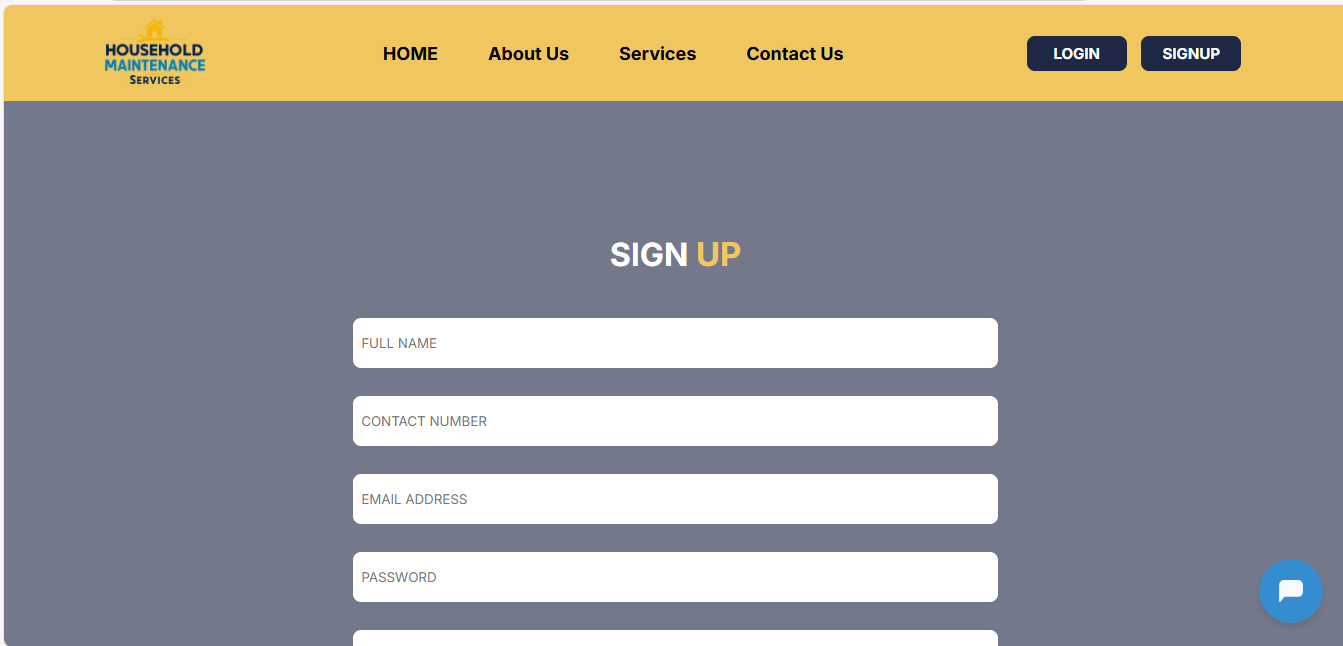 HOUSEHOLD
MAINTENANCE
SERVICES
HOME About Us Services Contact Us
LOGIN SIGNUP
SIGN UP
FULL NAME
CONTACT NUMBER
EMAIL ADDRESS
PASSWORD